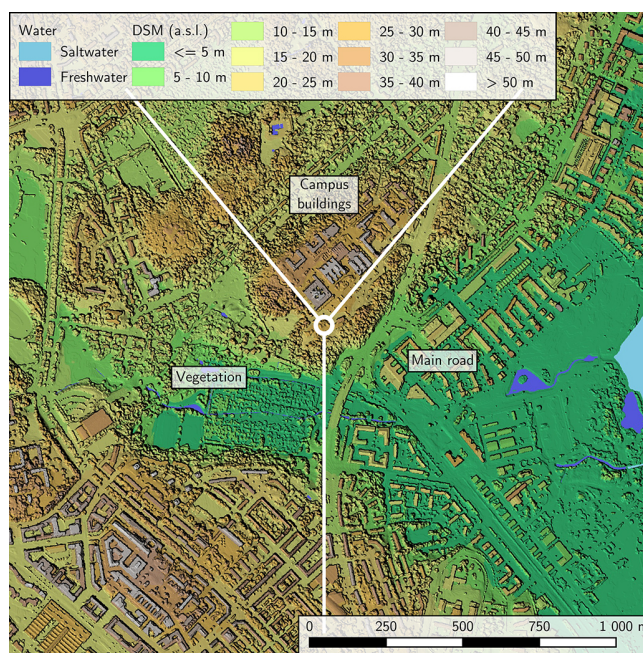 Water
Saltwater
Freshwater
DSM (a.s.l.)
<= 5 m
5 - 10 m
10 - 15 m
15 - 20 m
20 - 25 m
25 - 30 m
30 - 35 m
35 - 40 m
40 - 45 m
45 - 50 m
> 50 m
Campus
buildings
Main road
Vegetation
0 250 500 750 1 000 m